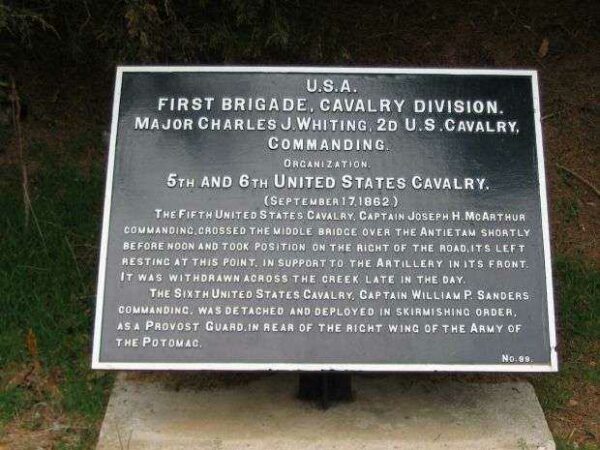 U.S.A.
FIRST BRIGADE, CAVALRY DIVISION.
MAJOR CHARLES J. WHITING, 2D U.S. CAVALRY,
COMMANDING.
ORGANIZATION.
5TH AND 6TH UNITED STATES CAVALRY.
(SEPTEMBER 17, 1862.)
THE FIFTH UNITED STATES CAVALRY, CAPTAIN JOSEPH H. MCARTHUR
COMMANDING, CROSSED THE MIDDLE BRIDGE OVER THE ANTIETAM SHORTLY
BEFORE NOON AND TOOK POSITION ON THE RIGHT OF THE ROAD, ITS LEFT
RESTING AT THIS POINT, IN SUPPORT TO THE ARTILLERY IN ITS FRONT.
IT WAS WITHDRAWN ACROSS THE CREEK LATE IN THE DAY.
THE SIXTH UNITED STATES CAVALRY, CAPTAIN WILLIAM P. SANDERS
COMMANDING, WAS DETACHED AND DEPLOYED IN SKIRMISHING ORDER,
AS A PROVOST GUARD, IN REAR OF THE RIGHT WING OF THE ARMY OF
THE POTOMAC.
NO. 99.